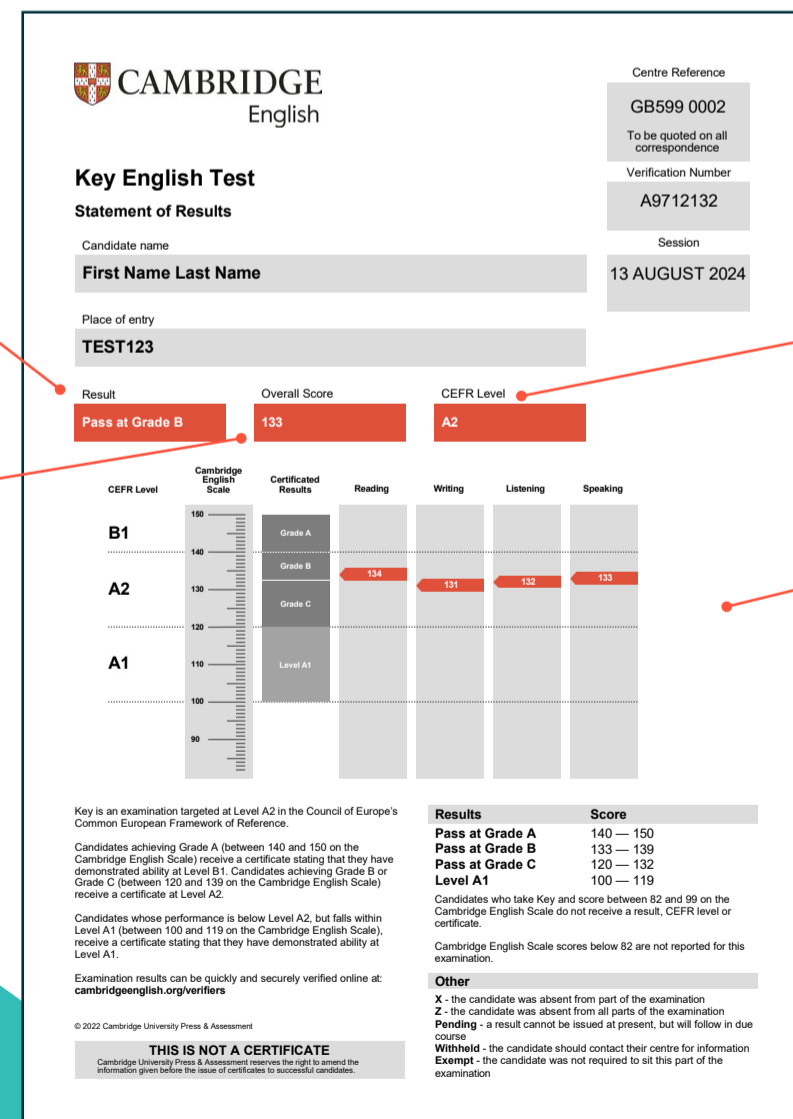 CAMBRIDGE
English
Centre Reference
GB599 0002
To be quoted on all
correspondence
Key English Test
Verification Number
A9712132
Statement of Results
Session
13 AUGUST 2024
Candidate name
First Name Last Name
Place of entry
TEST123
Result
Overall Score
CEFR Level
Pass at Grade B
133
A2
CEFR Level
Cambridge
English
Scale
Certificated
Results
Reading
Writing
Listening
Speaking
150
B1
Grade A
140
Grade B
134
131
132
133
A2
130
Grade C
120
A1
110
Level A1
100
90
Key is an examination targeted at Level A2 in the Council of Europe's
Common European Framework of Reference.
Candidates achieving Grade A (between 140 and 150 on the
Cambridge English Scale) receive a certificate stating that they have
demonstrated ability at Level B1. Candidates achieving Grade B or
Grade C (between 120 and 139 on the Cambridge English Scale)
receive a certificate at Level A2.
Candidates whose performance is below Level A2, but falls within
Level A1 (between 100 and 119 on the Cambridge English Scale),
receive a certificate stating that they have demonstrated ability at
Level A1.
Examination results can be quickly and securely verified online at:
cambridgeenglish.org/verifiers
© 2022 Cambridge University Press & Assessment
THIS IS NOT A CERTIFICATE
Cambridge University Press & Assessment reserves the right to amend the
information given before the issue of certificates to successful candidates.
Results Score
Pass at Grade A 140 — 150
Pass at Grade B 133 — 139
Pass at Grade C 120 — 132
Level A1 100 — 119
Candidates who take Key and score between 82 and 99 on the
Cambridge English Scale do not receive a result, CEFR level or
certificate.
Cambridge English Scale scores below 82 are not reported for this
examination.
Other
X - the candidate was absent from part of the examination
Z - the candidate was absent from all parts of the examination
Pending - a result cannot be issued at present, but will follow in due
course
Withheld - the candidate should contact their centre for information
Exempt - the candidate was not required to sit this part of the
examination